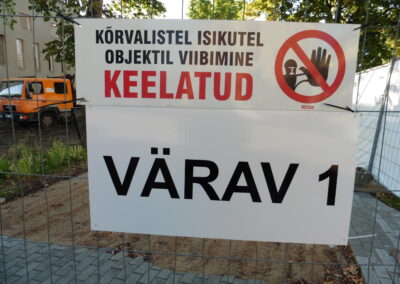 KÕRVALISTEL ISIKUTEL
OBJEKTIL VIIBIMINE
KEELATUD
VÄRAV 1